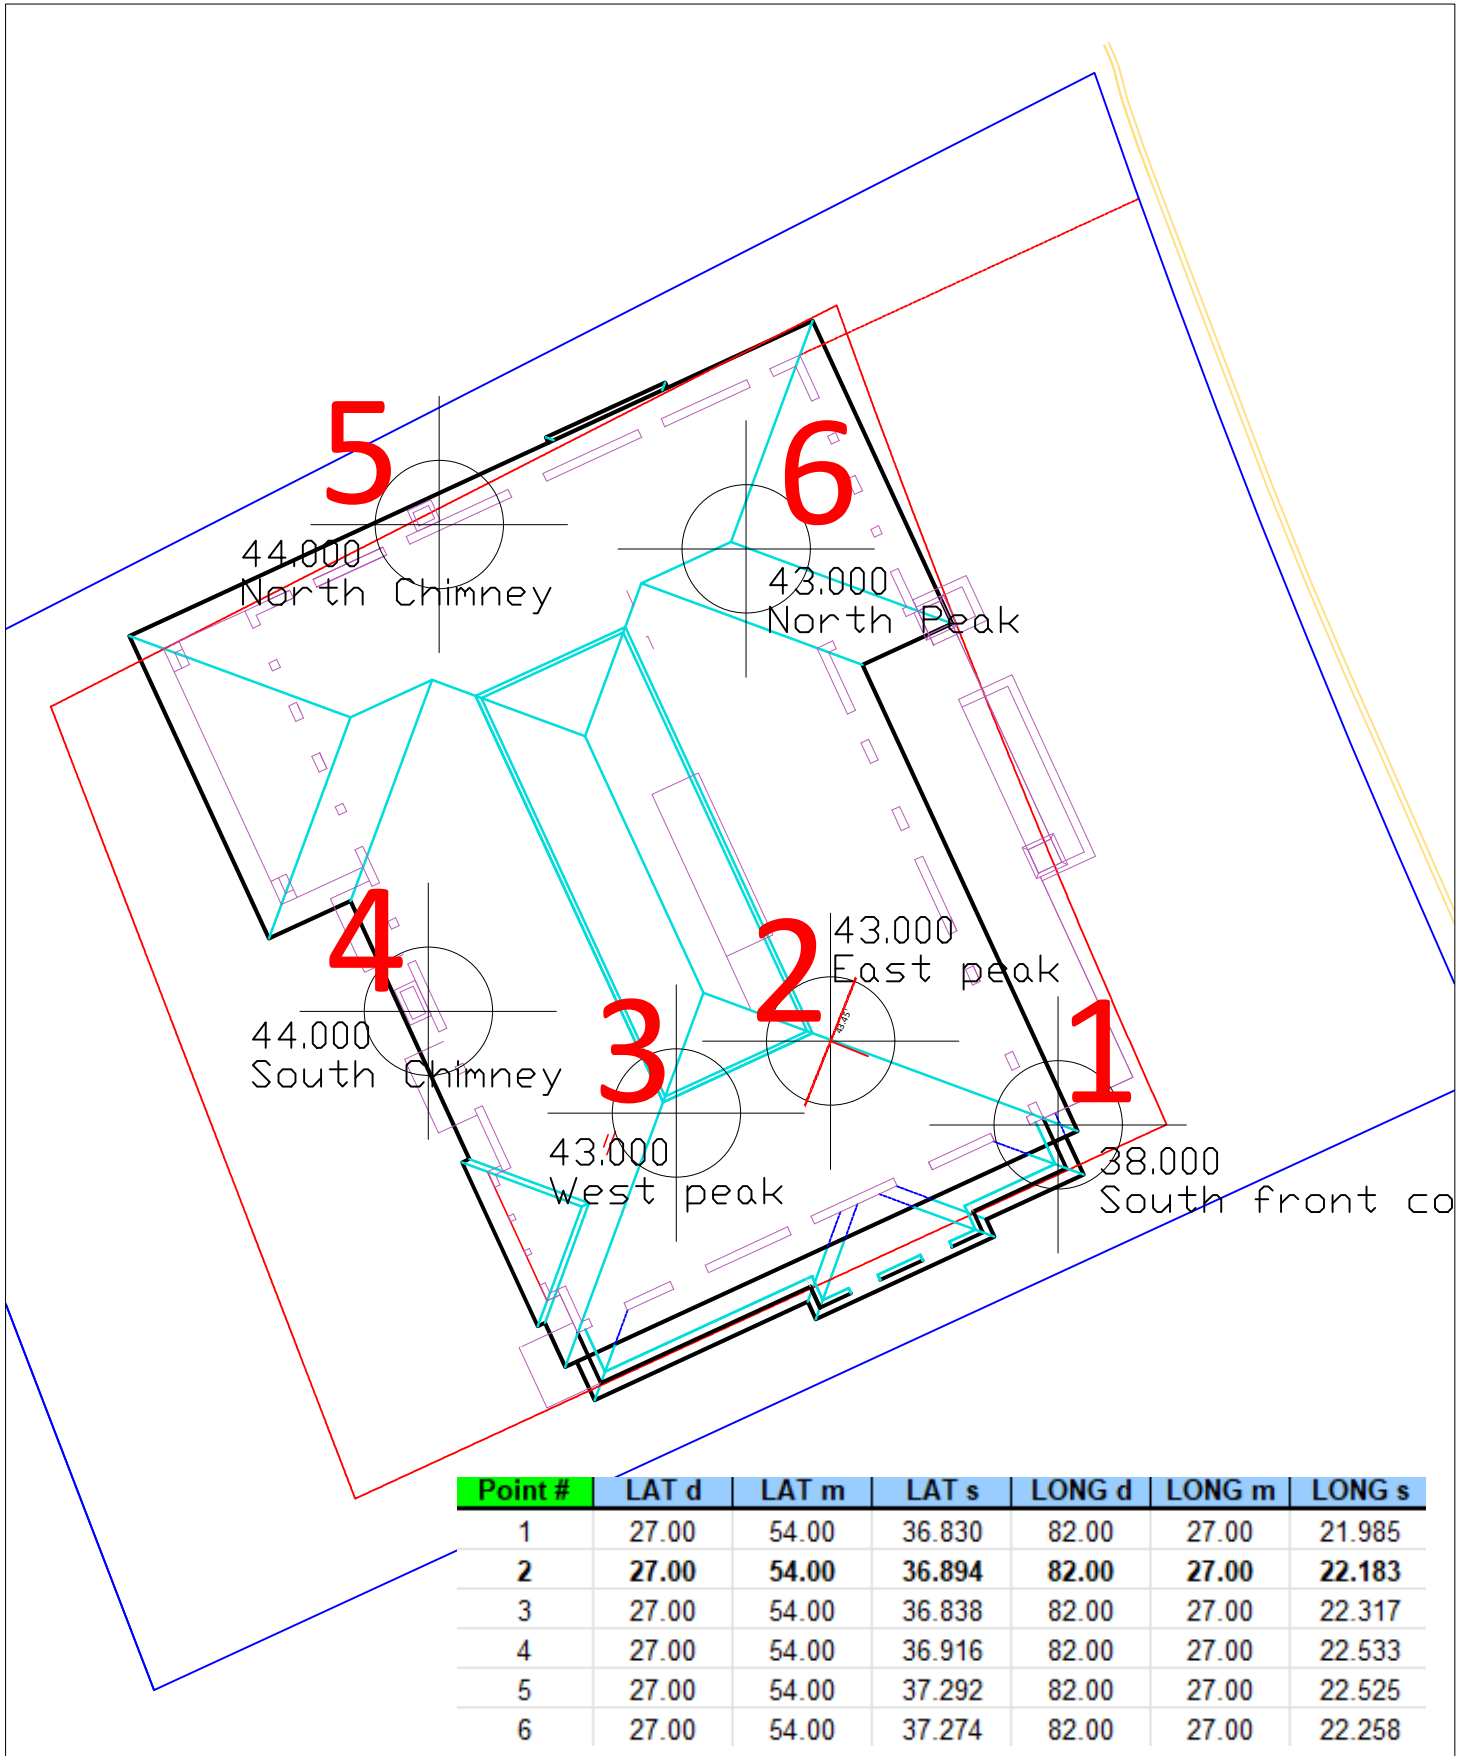 5
6
44.000
North Chimney
43.000
North Peak
4
2
43.000
East peak
43.45'
3
1
44.000
South Chimney
43.000
West peak
38.000
South front co
Point # LAT d LAT m LAT s LONG d LONG m LONG s
1 27.00 54.00 36.830 82.00 27.00 21.985
2 27.00 54.00 36.894 82.00 27.00 22.183
3 27.00 54.00 36.838 82.00 27.00 22.317
4 27.00 54.00 36.916 82.00 27.00 22.533
5 27.00 54.00 37.292 82.00 27.00 22.525
6 27.00 54.00 37.274 82.00 27.00 22.258